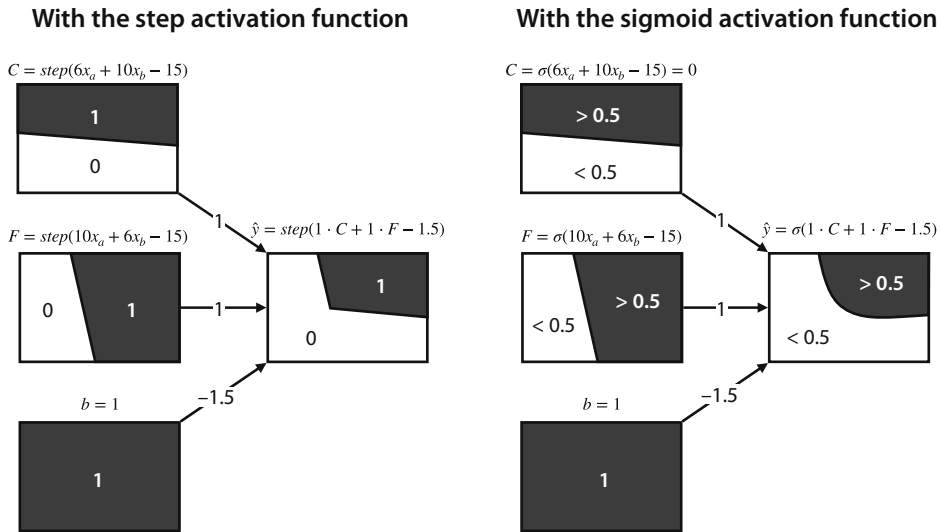 With the step activation function
C = step(6x_a + 10x_b − 15)
1
0
1
F = step(10x_a + 6x_b − 15)
0
1
1
ŷ = step(1 · C + 1 · F − 1.5)
1
0
−1.5
b = 1
1
With the sigmoid activation function
C = σ(6x_a + 10x_b − 15) = 0
> 0.5
< 0.5
1
F = σ(10x_a + 6x_b − 15)
< 0.5
> 0.5
1
ŷ = σ(1 · C + 1 · F − 1.5)
> 0.5
< 0.5
−1.5
b = 1
1